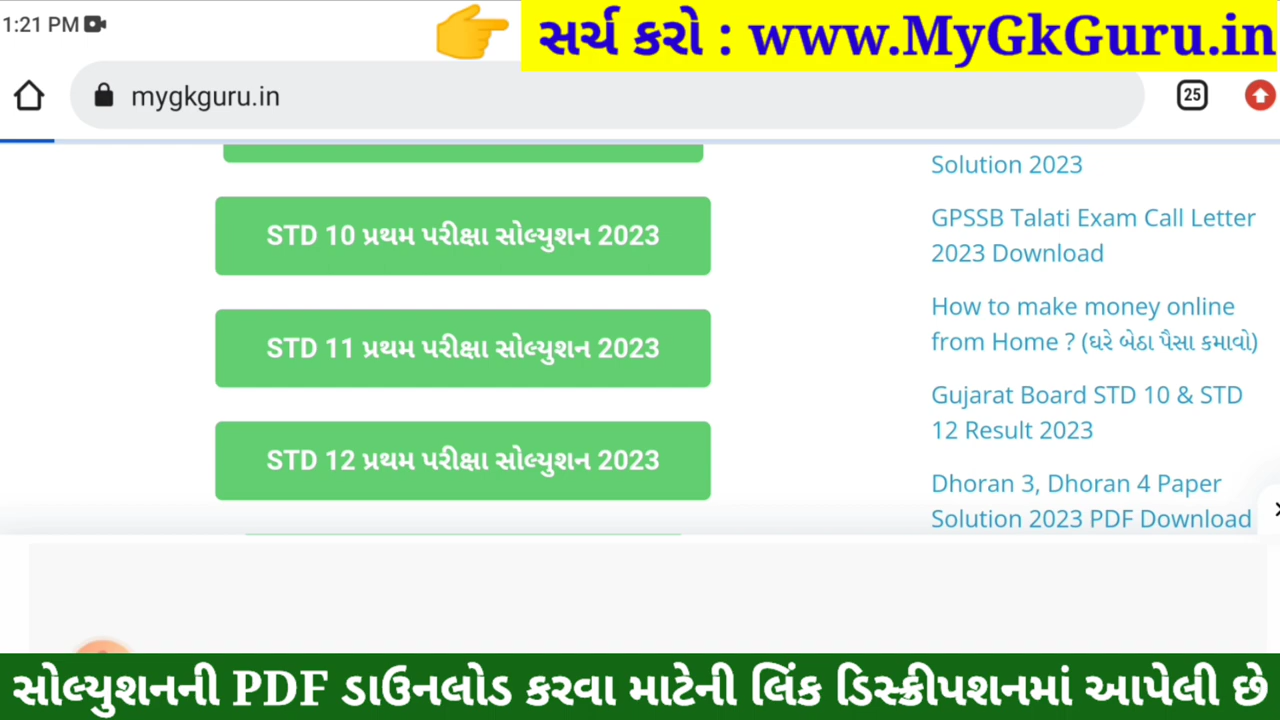 1:21 PM
સર્ચ કરો : www.MyGkGuru.in
mygkguru.in
25
STD 10 પ્રથમ પરીક્ષા સોલ્યુશન 2023
STD 11 પ્રથમ પરીક્ષા સોલ્યુશન 2023
STD 12 પ્રથમ પરીક્ષા સોલ્યુશન 2023
Solution 2023
GPSSB Talati Exam Call Letter
2023 Download
How to make money online
from Home ? (ઘરે બેઠા પૈસા કમાવો)
Gujarat Board STD 10 & STD
12 Result 2023
Dhoran 3, Dhoran 4 Paper
Solution 2023 PDF Download
સોલ્યુશનની PDF ડાઉનલોડ કરવા માટેની લિંક ડિસ્ક્રીપશનમાં આપેલી છે